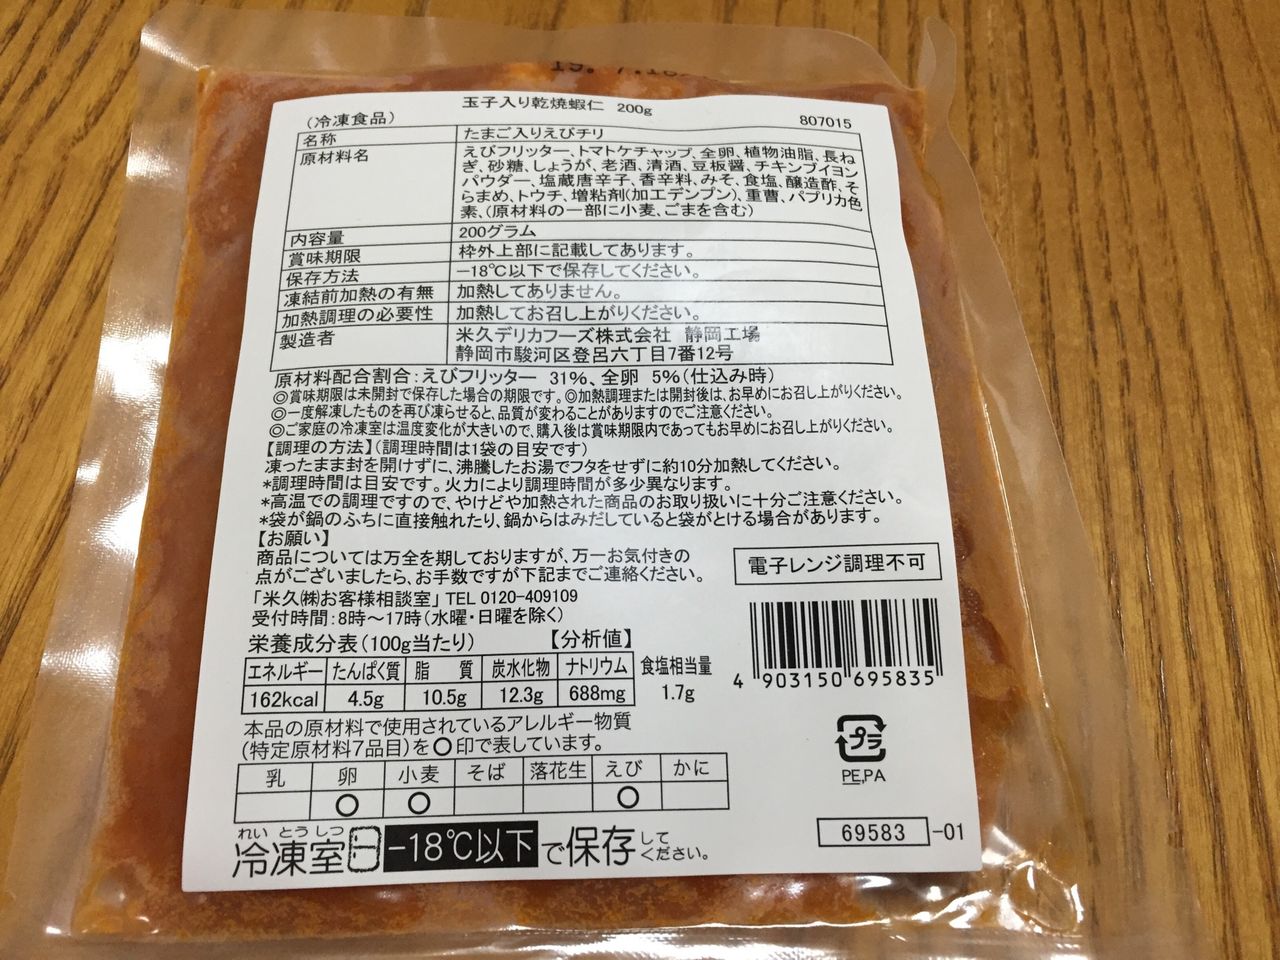 玉子入り乾焼蝦仁 200g
(冷凍食品) 807015
名称 たまご入りえびチリ
原材料名 えびフリッター、トマトケチャップ、全卵、植物油脂、長ね
ぎ、砂糖、しょうが、老酒、清酒、豆板醤、チキンブイヨン
パウダー、塩蔵唐辛子、香辛料、みそ、食塩、醸造酢、そ
らまめ、トウチ、増粘剤(加工デンプン)、重曹、パプリカ色
素、(原材料の一部に小麦、ごまを含む)
内容量 200グラム
賞味期限 枠外上部に記載してあります。
保存方法 -18℃以下で保存してください。
凍結前加熱の有無 加熱してありません。
加熱調理の必要性 加熱してお召し上がりください。
製造者 米久デリカフーズ株式会社 静岡工場
静岡市駿河区登呂六丁目7番12号
原材料配合割合:えびフリッター 31%、全卵 5%(仕込み時)
◎賞味期限は未開封で保存した場合の期限です。◎加熱調理または開封後は、お早めにお召し上がりください。
◎一度解凍したものを再び凍らせると、品質が変わることがありますのでご注意ください。
◎ご家庭の冷凍室は温度変化が大きいので、購入後は賞味期限内であってもお早めにお召し上がりください。
【調理の方法】(調理時間は1袋の目安です)
凍ったまま封を開けずに、沸騰したお湯でフタをせずに約10分加熱してください。
*調理時間は目安です。火力により調理時間が多少異なります。
*高温での調理ですので、やけどや加熱された商品のお取り扱いに十分ご注意ください。
*袋が鍋のふちに直接触れたり、鍋からはみだしていると袋がとける場合があります。
【お願い】
商品については万全を期しておりますが、万一お気付きの
点がございましたら、お手数ですが下記までご連絡ください。
「米久㈱お客様相談室」TEL 0120-409109
受付時間:8時～17時(水曜・日曜を除く)
電子レンジ調理不可
栄養成分表(100g当たり) 【分析値】
エネルギー たんぱく質 脂質 炭水化物 ナトリウム 食塩相当量
162kcal 4.5g 10.5g 12.3g 688mg 1.7g
4 903150 695835
本品の原材料で使用されているアレルギー物質
(特定原材料7品目)を○印で表しています。
乳 卵 小麦 そば 落花生 えび かに
○ ○ ○
プラ
PE,PA
れい とう しつ
冷凍室 -18℃以下で保存してください。
69583 -01